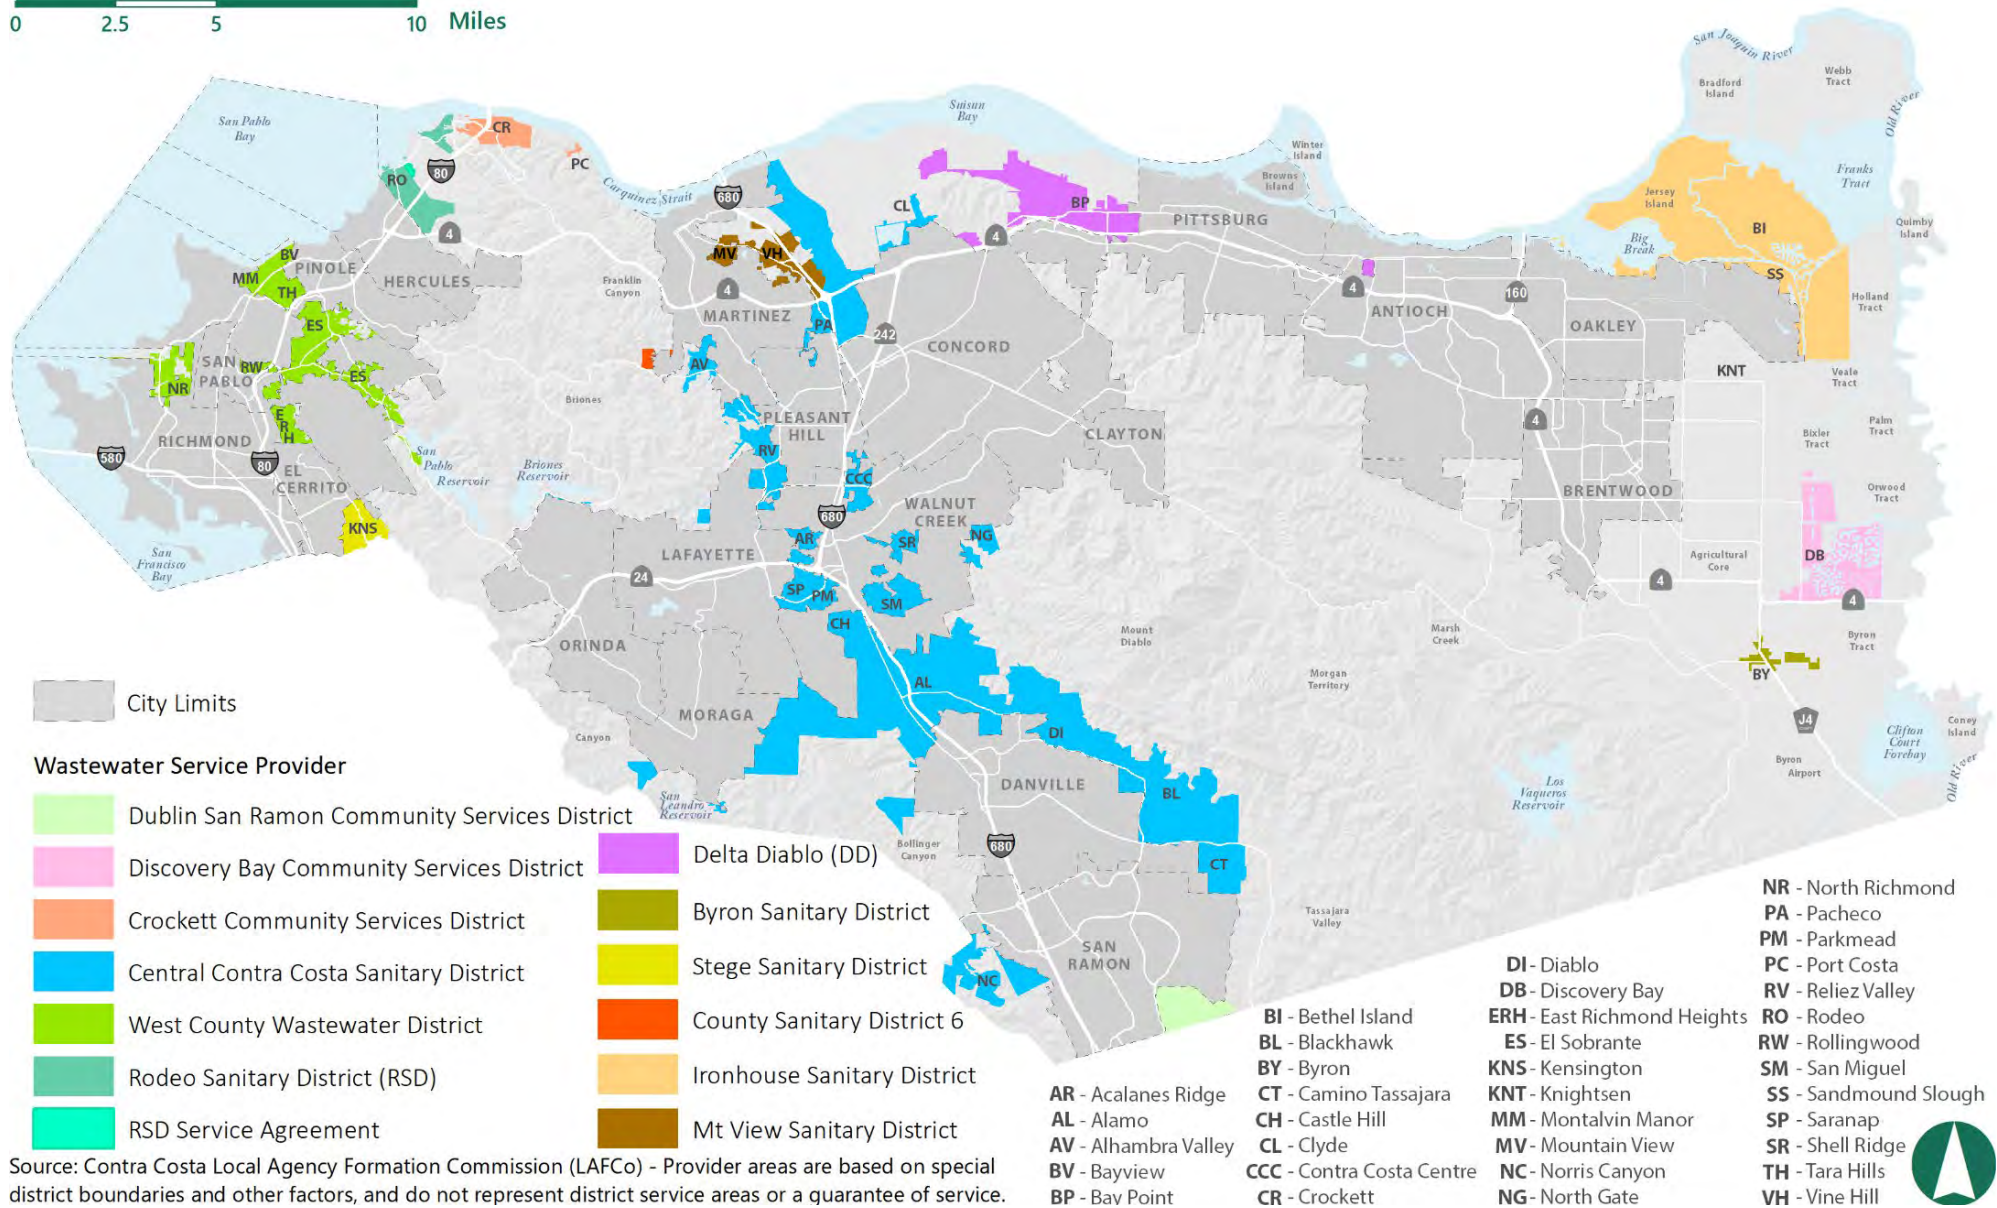 0 2.5 5 10 Miles
San Joaquin River
Webb
Tract
Bradford
Island
Old River
San Pablo
Bay
Suisun
Bay
CR
PC
80
RO
Carquinez Strait
680
Winter
Island
Browns
Island
Franks
Tract
Jersey
Island
Quimby
Island
CL
BP
PITTSBURG
BI
4
4
Big
Break
MV
VH
BV
PINOLE
MM
TH
HERCULES
Franklin
Canyon
4
SS
4
ANTIOCH
160
OAKLEY
Holland
Tract
ES
MARTINEZ
PA
242
CONCORD
SAN
PABLO
RW
ES
NR
AV
KNT
Veale
Tract
Briones
E
R
H
PLEASANT
HILL
RV
CLAYTON
4
Palm
Tract
Bixler
Tract
RICHMOND
580
80
EL
CERRITO
San
Pablo
Reservoir
Briones
Reservoir
CCC
BRENTWOOD
Orwood
Tract
KNS
680
WALNUT
CREEK
AR
SR
NG
San
Francisco
Bay
LAFAYETTE
24
DB
Agricultural
Core
4
4
SP
PM
SM
CH
ORINDA
Mount
Diablo
Marsh
Creek
Byron
Tract
BY
AL
Morgan
Territory
MORAGA
Canyon
DI
J4
Clifton
Court
Forebay
Coney
Island
Old River
Byron
Airport
DANVILLE
BL
San
Leandro
Reservoir
Los
Vaqueros
Reservoir
Bollinger
Canyon
680
CT
Tassajara
Valley
SAN
RAMON
NC
City Limits
Wastewater Service Provider
Dublin San Ramon Community Services District
Discovery Bay Community Services District
Crockett Community Services District
Central Contra Costa Sanitary District
West County Wastewater District
Rodeo Sanitary District (RSD)
RSD Service Agreement
Delta Diablo (DD)
Byron Sanitary District
Stege Sanitary District
County Sanitary District 6
Ironhouse Sanitary District
Mt View Sanitary District
Source: Contra Costa Local Agency Formation Commission (LAFCo) - Provider areas are based on special
district boundaries and other factors, and do not represent district service areas or a guarantee of service.
AR - Acalanes Ridge
AL - Alamo
AV - Alhambra Valley
BV - Bayview
BP - Bay Point
BI - Bethel Island
BL - Blackhawk
BY - Byron
CT - Camino Tassajara
CH - Castle Hill
CL - Clyde
CCC - Contra Costa Centre
CR - Crockett
DI - Diablo
DB - Discovery Bay
ERH - East Richmond Heights
ES - El Sobrante
KNS - Kensington
KNT - Knightsen
MM - Montalvin Manor
MV - Mountain View
NC - Norris Canyon
NG - North Gate
NR - North Richmond
PA - Pacheco
PM - Parkmead
PC - Port Costa
RV - Reliez Valley
RO - Rodeo
RW - Rollingwood
SM - San Miguel
SS - Sandmound Slough
SP - Saranap
SR - Shell Ridge
TH - Tara Hills
VH - Vine Hill